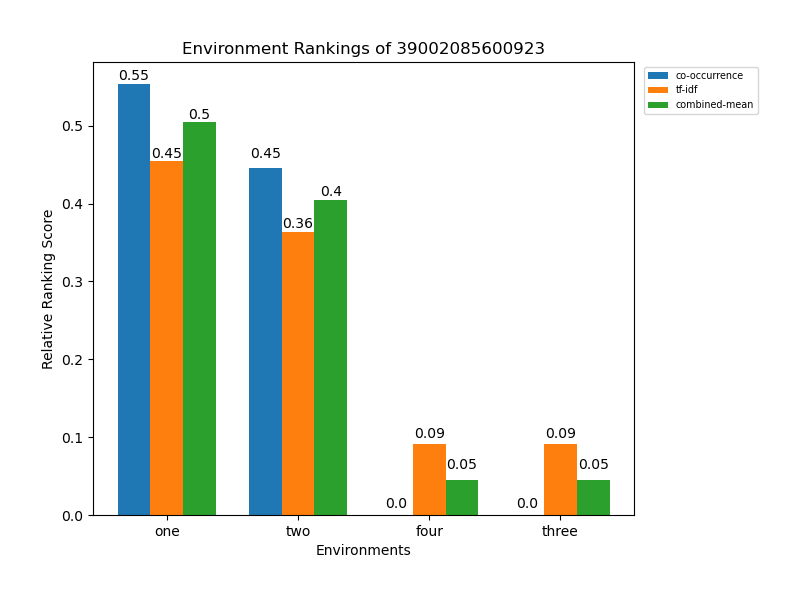 Environment Rankings of 39002085600923
co-occurrence
tf-idf
combined-mean
Relative Ranking Score
0.5
0.4
0.3
0.2
0.1
0.0
0.55
0.45
0.5
0.45
0.36
0.4
0.0
0.09
0.05
0.0
0.09
0.05
one two four three
Environments